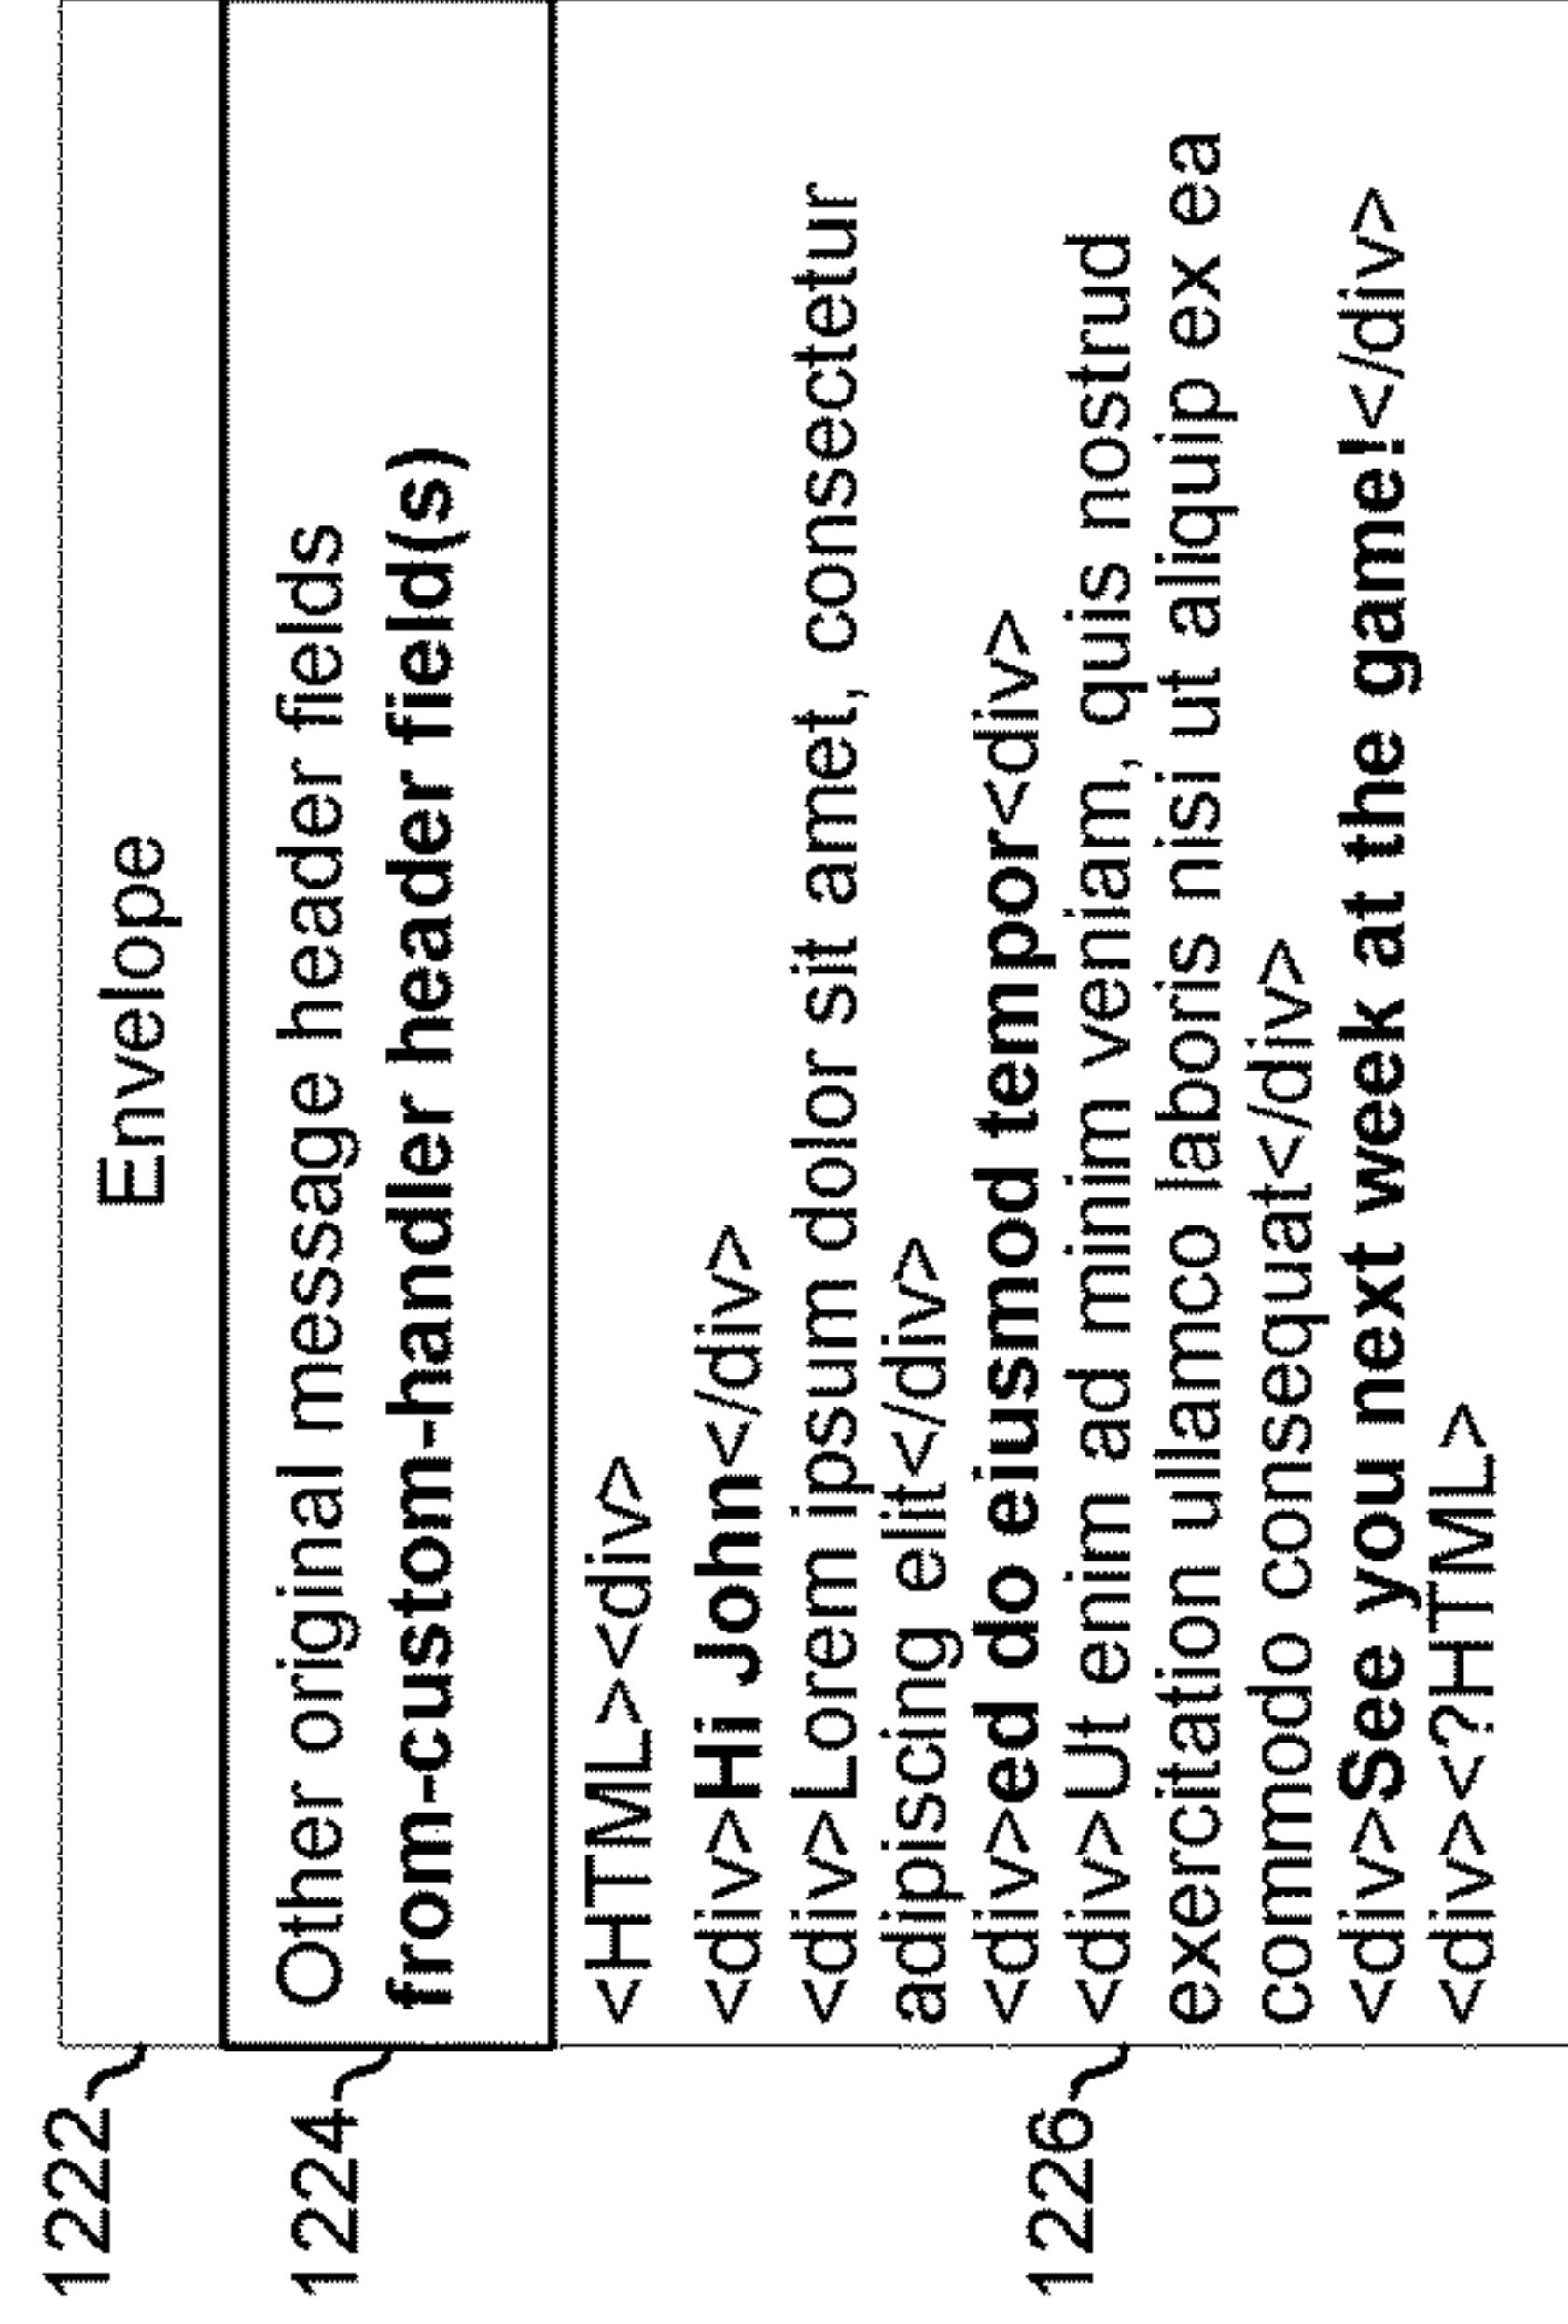 1222
Envelope
1224
Other original message header fields
from-custom-handler header field(s)
1226
<HTML><div>
<div>Hi John</div>
<div>Lorem ipsum dolor sit amet, consectetur
adipiscing elit</div>
<div>ed do eiusmod tempor<div>
<div>Ut enim ad minim veniam, quis nostrud
exercitation ullamco laboris nisi ut aliquip ex ea
commodo consequat</div>
<div>See you next week at the game!</div>
<div><?HTML>